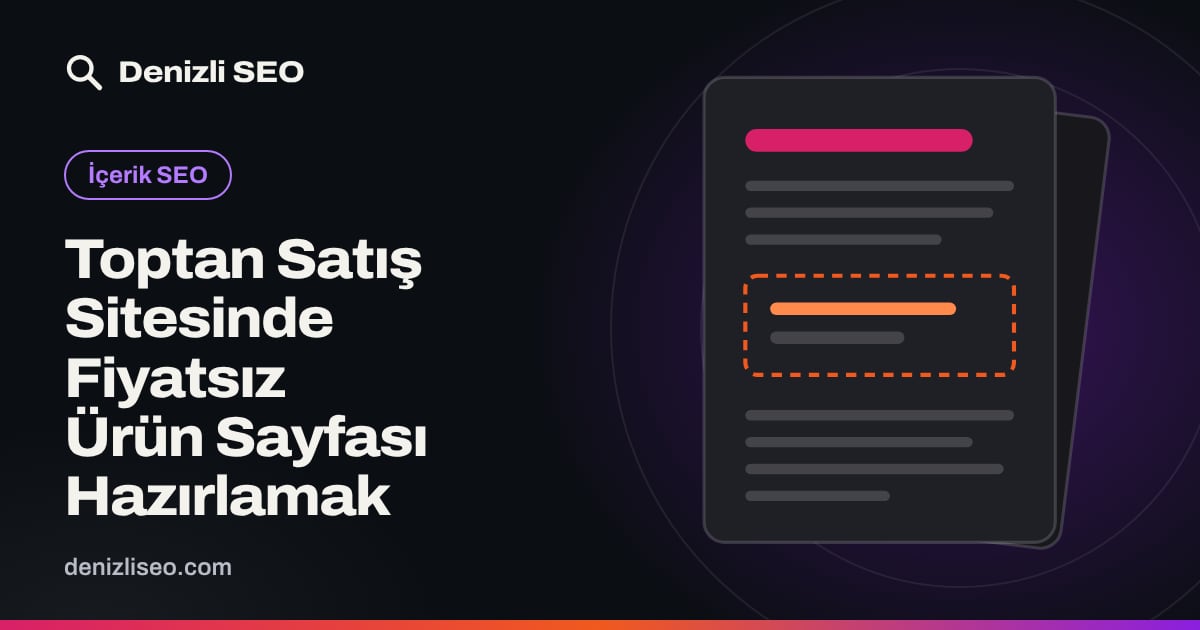 Denizli SEO
İçerik SEO
Toptan Satış
Sitesinde
Fiyatsız
Ürün Sayfası
Hazırlamak
denizliseo.com